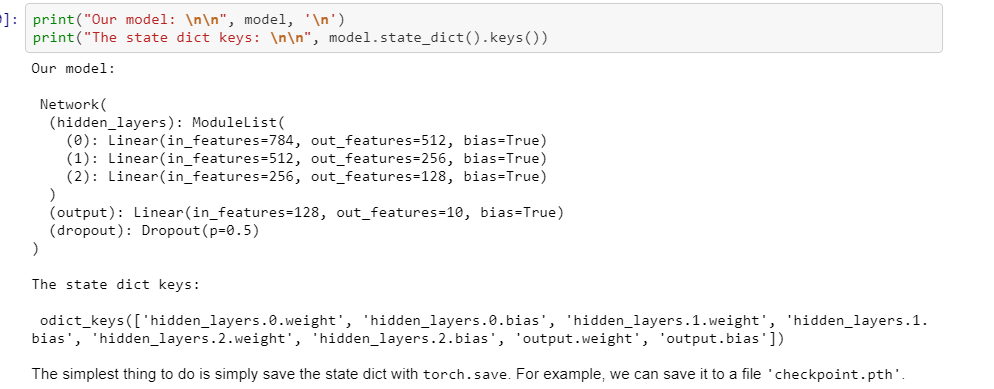 ]: print("Our model: \n\n", model, '\n')
print("The state dict keys: \n\n", model.state_dict().keys())
Our model:
Network(
(hidden_layers): ModuleList(
(0): Linear(in_features=784, out_features=512, bias=True)
(1): Linear(in_features=512, out_features=256, bias=True)
(2): Linear(in_features=256, out_features=128, bias=True)
)
(output): Linear(in_features=128, out_features=10, bias=True)
(dropout): Dropout(p=0.5)
)
The state dict keys:
odict_keys(['hidden_layers.0.weight', 'hidden_layers.0.bias', 'hidden_layers.1.weight', 'hidden_layers.1.
bias', 'hidden_layers.2.weight', 'hidden_layers.2.bias', 'output.weight', 'output.bias'])
The simplest thing to do is simply save the state dict with torch.save. For example, we can save it to a file 'checkpoint.pth'.